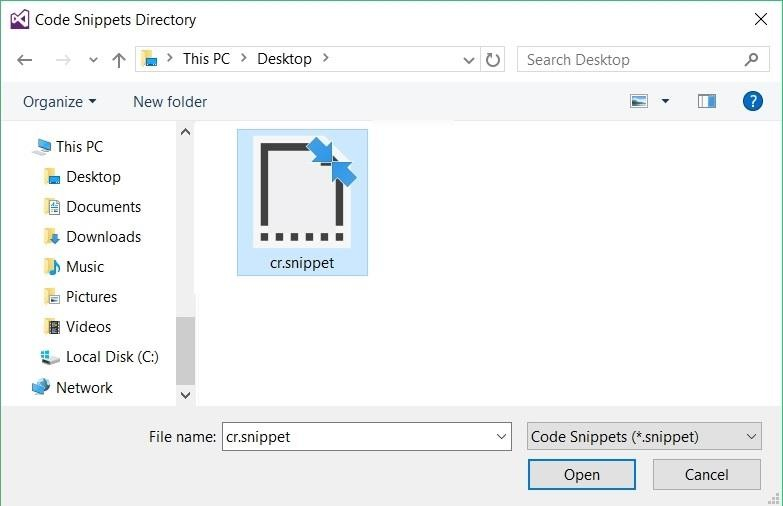 Code Snippets Directory
This PC Desktop Search Desktop
Organize New folder ?
This PC
Desktop
Documents
Downloads
Music
Pictures
Videos
Local Disk (C:)
Network
cr.snippet
File name: cr.snippet Code Snippets (*.snippet)
Open Cancel